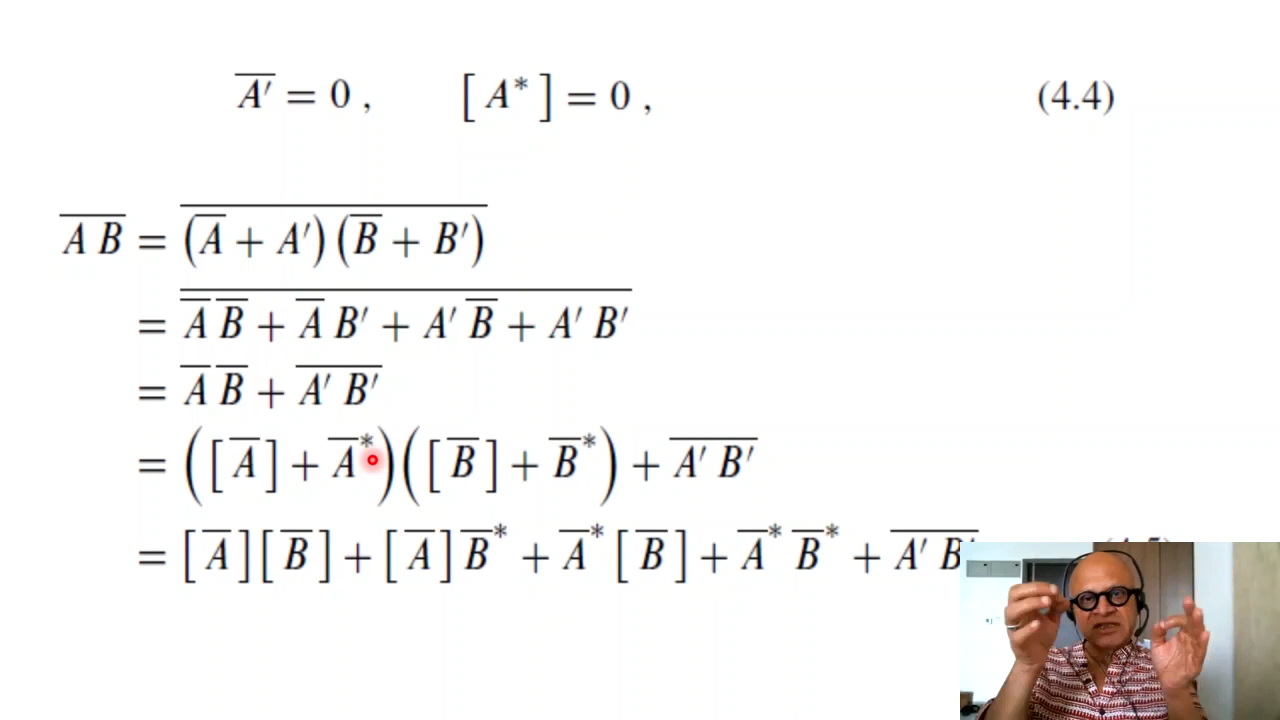 A̅′ = 0 , [ A* ] = 0 , (4.4)
\overline{A B} = \overline{(\overline{A} + A′)(\overline{B} + B′)}
= \overline{\overline{A} \overline{B} + \overline{A} B′ + A′ \overline{B} + A′ B′}
= \overline{A} \overline{B} + \overline{A′ B′}
= ([ \overline{A} ] + \overline{A}*)([ \overline{B} ] + \overline{B}*) + \overline{A′ B′}
= [ \overline{A} ][ \overline{B} ] + [ \overline{A} ] \overline{B}* + \overline{A}* [ \overline{B} ] + \overline{A}* \overline{B}* + \overline{A′ B′}